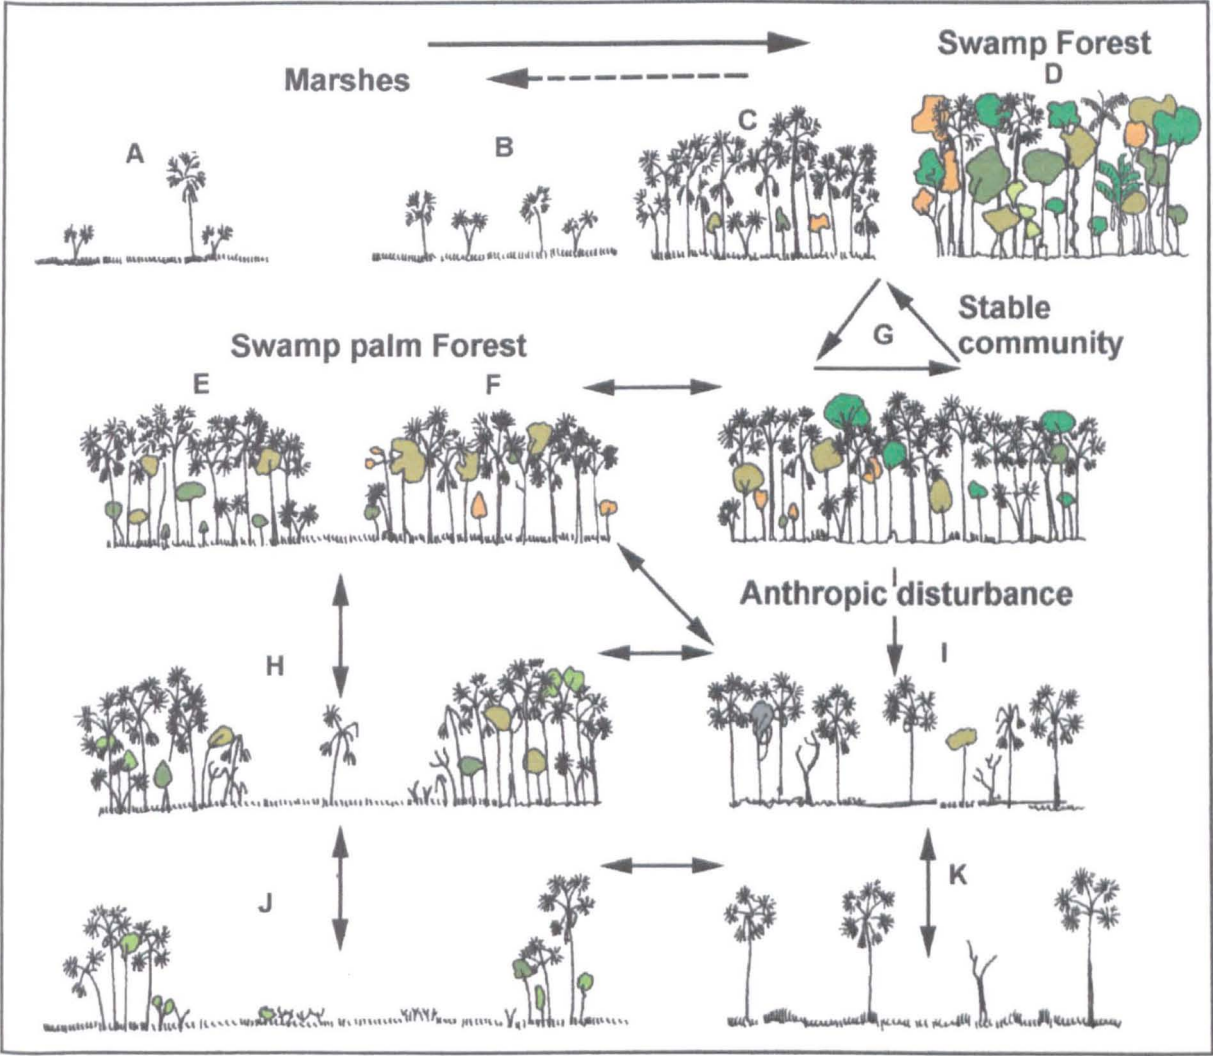 Swamp Forest
Marshes
D
A
B
C
Stable
community
G
Swamp palm Forest
E
F
Anthropic disturbance
H
I
J
K